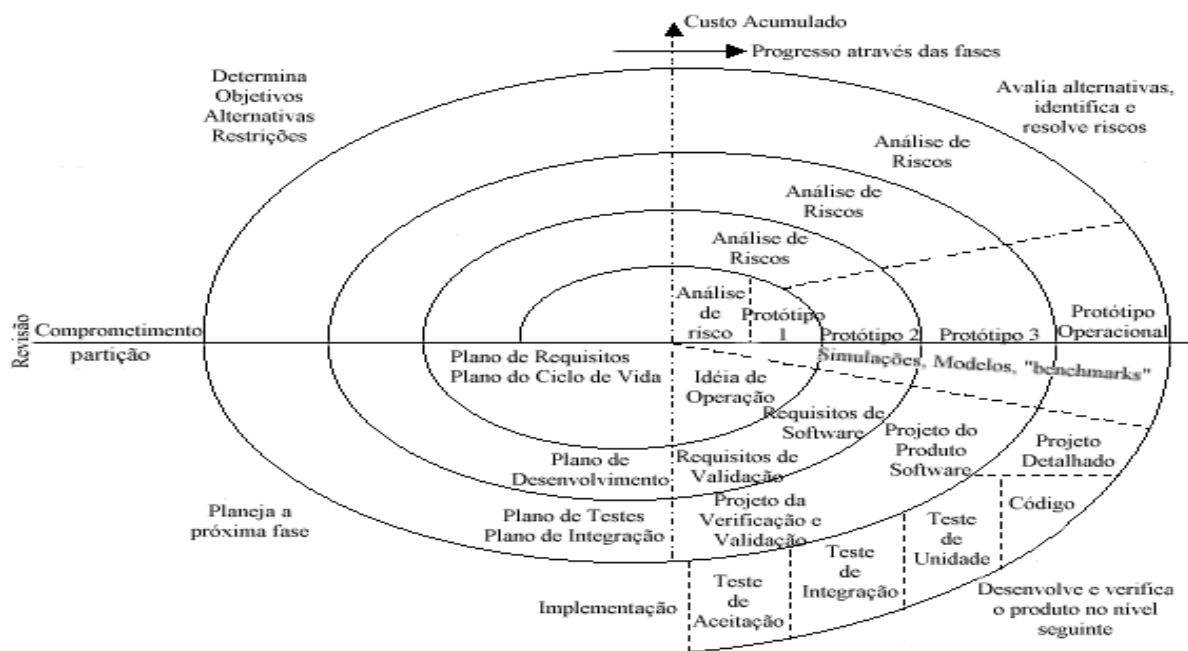 Custo Acumulado
Progresso através das fases
Determina
Objetivos
Alternativas
Restrições
Avalia alternativas,
identifica e
resolve riscos
Análise de
Riscos
Análise de
Riscos
Análise de
Riscos
Análise
de
risco
Protótipo
1
Protótipo 2
Protótipo 3
Protótipo
Operacional
Revisão
Comprometimento
partição
Simulações, Modelos, "benchmarks"
Plano de Requisitos
Plano do Ciclo de Vida
Idéia de
Operação
Requisitos de
Software
Projeto do
Produto
Software
Projeto
Detalhado
Plano de
Desenvolvimento
Requisitos de
Validação
Código
Planeja a
próxima fase
Plano de Testes
Plano de Integração
Projeto da
Verificação e
Validação
Teste
de
Unidade
Teste
de
Integração
Teste
de
Aceitação
Implementação
Desenvolve e verifica
o produto no nível
seguinte